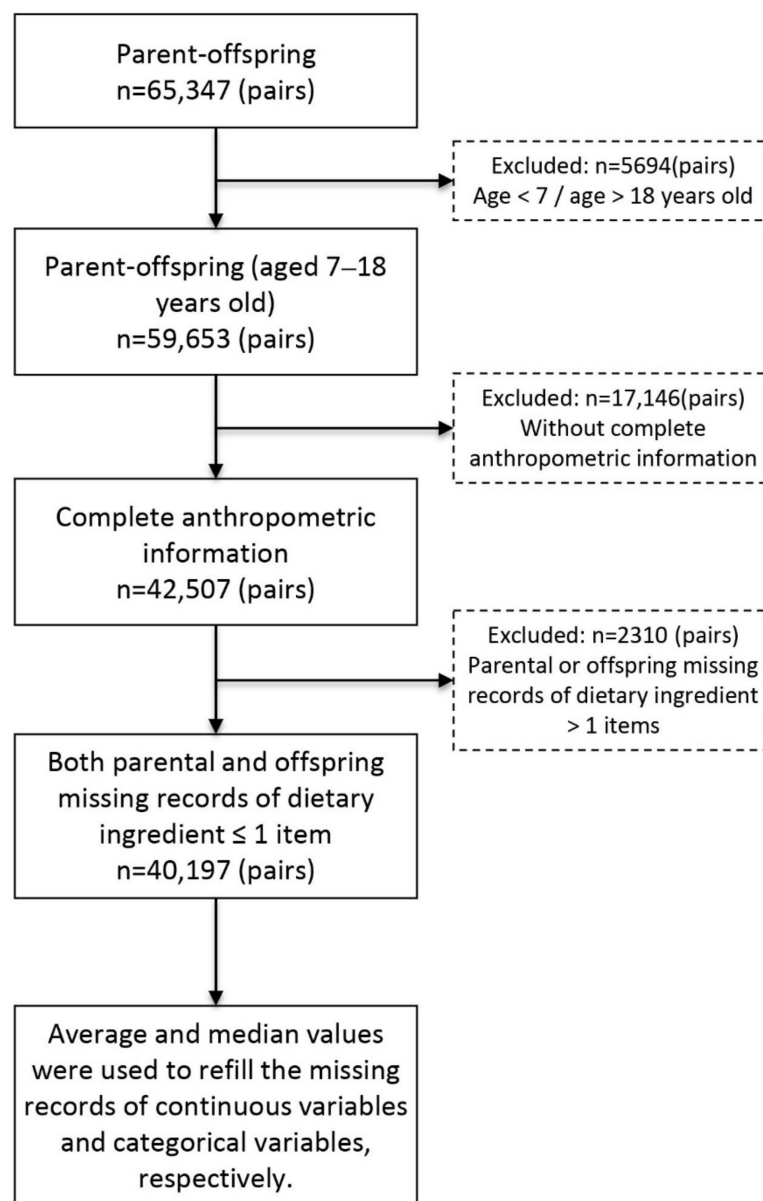 Parent-offspring
n=65,347 (pairs)
Excluded: n=5694(pairs)
Age < 7 / age > 18 years old
Parent-offspring (aged 7–18
years old)
n=59,653 (pairs)
Excluded: n=17,146(pairs)
Without complete
anthropometric information
Complete anthropometric
information
n=42,507 (pairs)
Excluded: n=2310 (pairs)
Parental or offspring missing
records of dietary ingredient
> 1 items
Both parental and offspring
missing records of dietary
ingredient ≤ 1 item
n=40,197 (pairs)
Average and median values
were used to refill the missing
records of continuous variables
and categorical variables,
respectively.